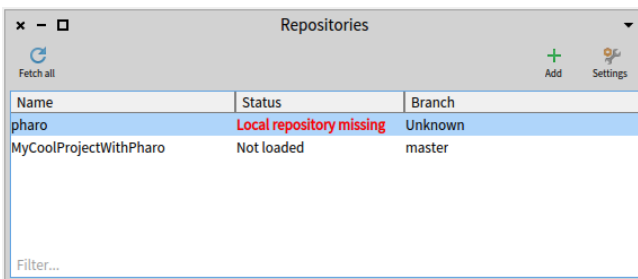 Repositories
Fetch all
Add Settings
Name Status Branch
pharo Local repository missing Unknown
MyCoolProjectWithPharo Not loaded master
Filter...